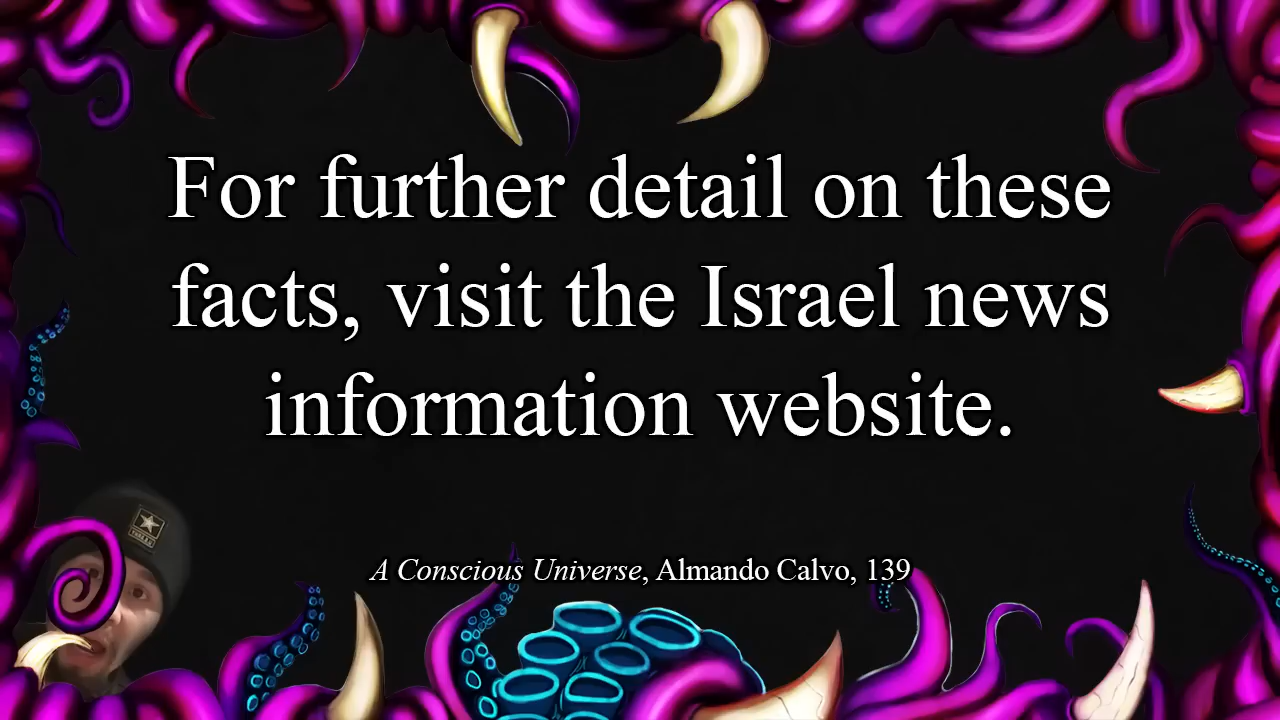 For further detail on these
facts, visit the Israel news
information website.
A Conscious Universe, Almando Calvo, 139